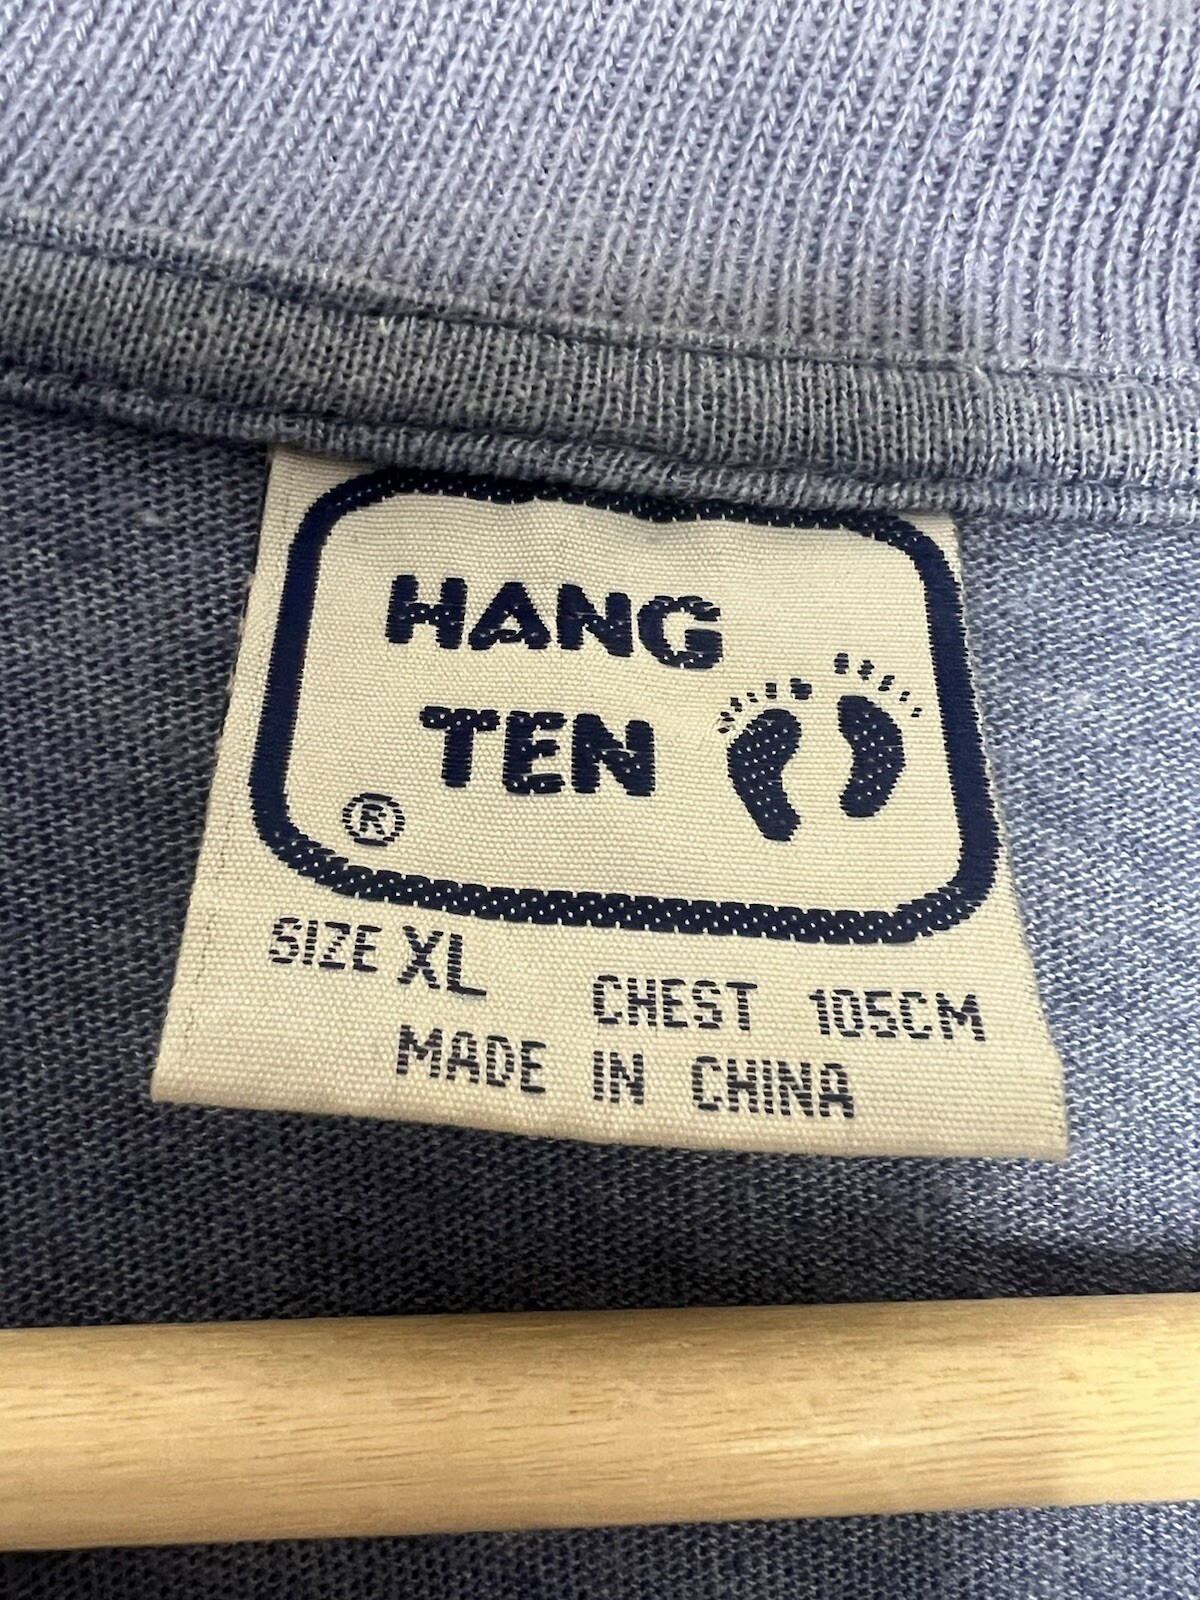 HANG
TEN
®
SIZE XL CHEST 105CM
MADE IN CHINA